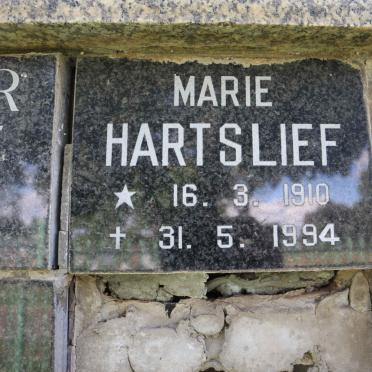 MARIE
HARTSLIEF
★ 16. 3. 1910
✝ 31. 5. 1994
R